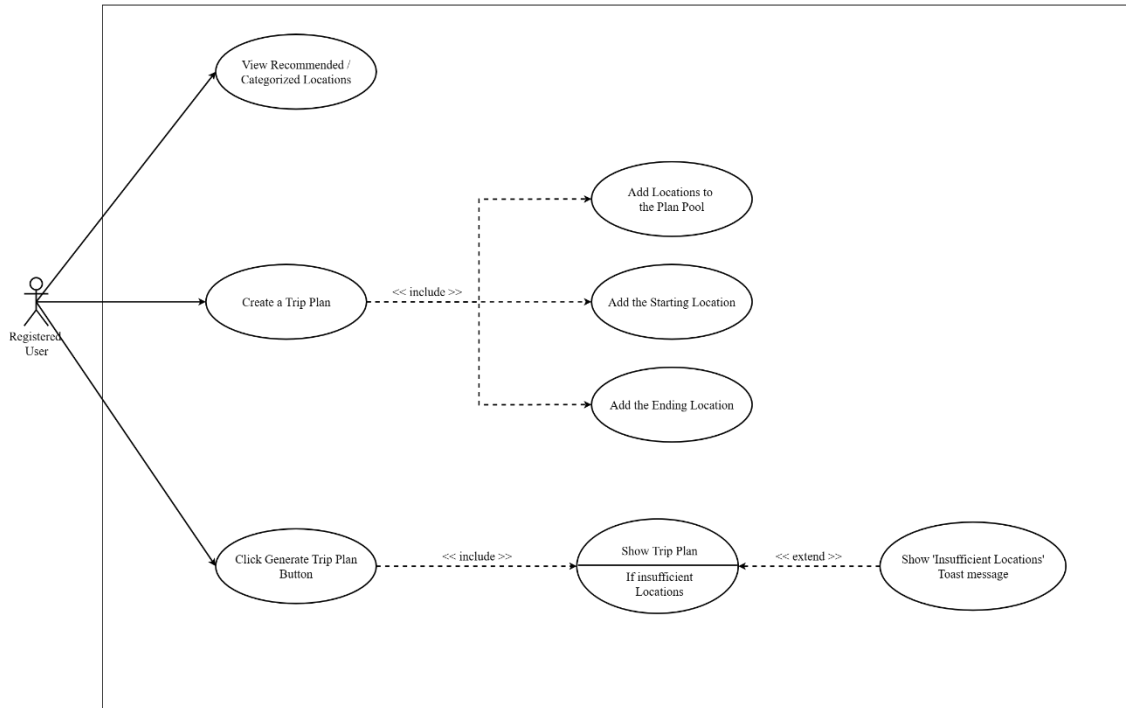 View Recommended /
Categorized Locations
Add Locations to
the Plan Pool
Registered
User
Create a Trip Plan
<< include >>
Add the Starting Location
Add the Ending Location
Click Generate Trip Plan
Button
<< include >>
Show Trip Plan
If insufficient
Locations
<< extend >>
Show 'Insufficient Locations'
Toast message